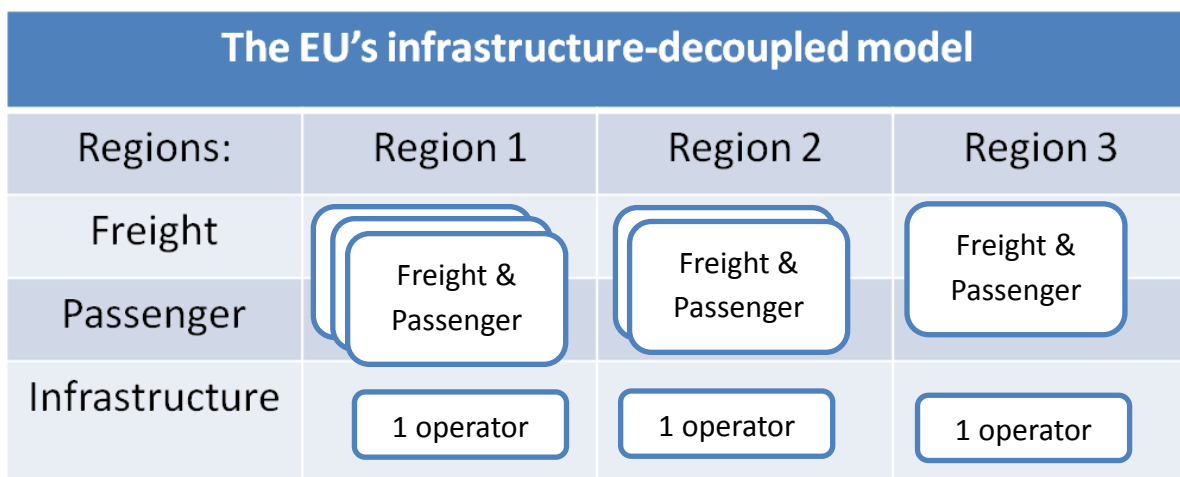 The EU’s infrastructure-decoupled model
Regions: Region 1 Region 2 Region 3
Freight
Freight &
Passenger
Freight &
Passenger
Freight &
Passenger
Passenger
Infrastructure
1 operator 1 operator 1 operator